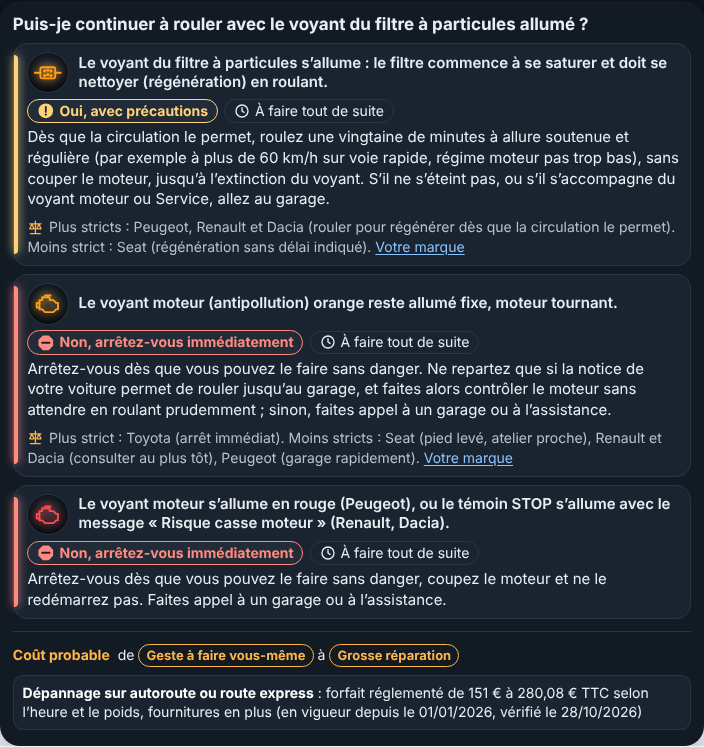 Puis-je continuer à rouler avec le voyant du filtre à particules allumé ?
Le voyant du filtre à particules s’allume : le filtre commence à se saturer et doit se
nettoyer (régénération) en roulant.
Oui, avec précautions
À faire tout de suite
Dès que la circulation le permet, roulez une vingtaine de minutes à allure soutenue et
régulière (par exemple à plus de 60 km/h sur voie rapide, régime moteur pas trop bas), sans
couper le moteur, jusqu’à l’extinction du voyant. S’il ne s’éteint pas, ou s’il s’accompagne du
voyant moteur ou Service, allez au garage.
Plus stricts : Peugeot, Renault et Dacia (rouler pour régénérer dès que la circulation le permet).
Moins strict : Seat (régénération sans délai indiqué). Votre marque
Le voyant moteur (antipollution) orange reste allumé fixe, moteur tournant.
Non, arrêtez-vous immédiatement
À faire tout de suite
Arrêtez-vous dès que vous pouvez le faire sans danger. Ne repartez que si la notice de
votre voiture permet de rouler jusqu’au garage, et faites alors contrôler le moteur sans
attendre en roulant prudemment ; sinon, faites appel à un garage ou à l’assistance.
Plus strict : Toyota (arrêt immédiat). Moins stricts : Seat (pied levé, atelier proche), Renault et
Dacia (consulter au plus tôt), Peugeot (garage rapidement). Votre marque
Le voyant moteur s’allume en rouge (Peugeot), ou le témoin STOP s’allume avec le
message « Risque casse moteur » (Renault, Dacia).
Non, arrêtez-vous immédiatement
À faire tout de suite
Arrêtez-vous dès que vous pouvez le faire sans danger, coupez le moteur et ne le
redémarrez pas. Faites appel à un garage ou à l’assistance.
Coût probable de Geste à faire vous-même à Grosse réparation
Dépannage sur autoroute ou route express : forfait réglementé de 151 € à 280,08 € TTC selon
l’heure et le poids, fournitures en plus (en vigueur depuis le 01/01/2026, vérifié le 28/10/2026)